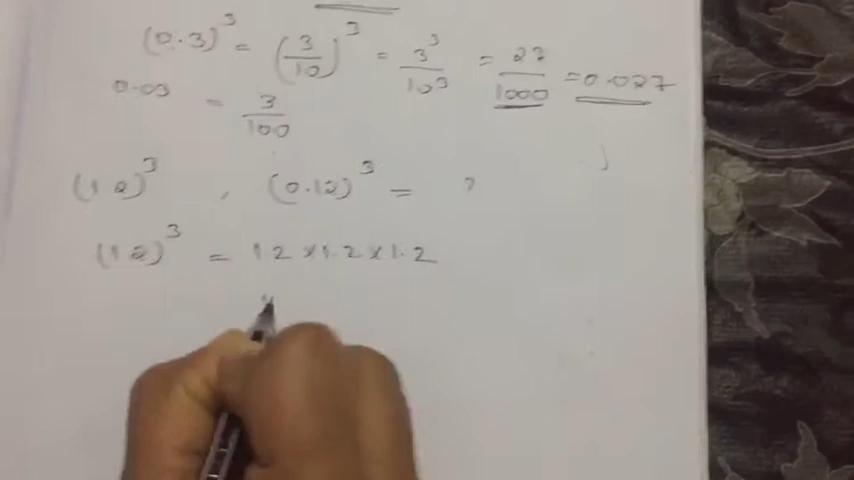 (0.3)³ = (3/10)³ = 3³/10³ = 27/1000 = 0.027
0.03 = 3/100
(1 2)³ , (0.12)³ = ?
(1 2)³ = 1 2 × 1.2 × 1.2